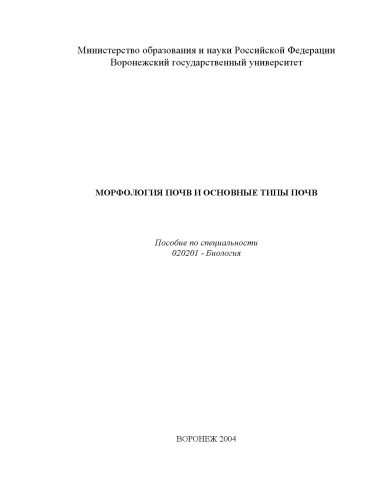 Министерство образования и науки Российской Федерации
Воронежский государственный университет
МОРФОЛОГИЯ ПОЧВ И ОСНОВНЫЕ ТИПЫ ПОЧВ
Пособие по специальности
020201 - Биология
ВОРОНЕЖ 2004